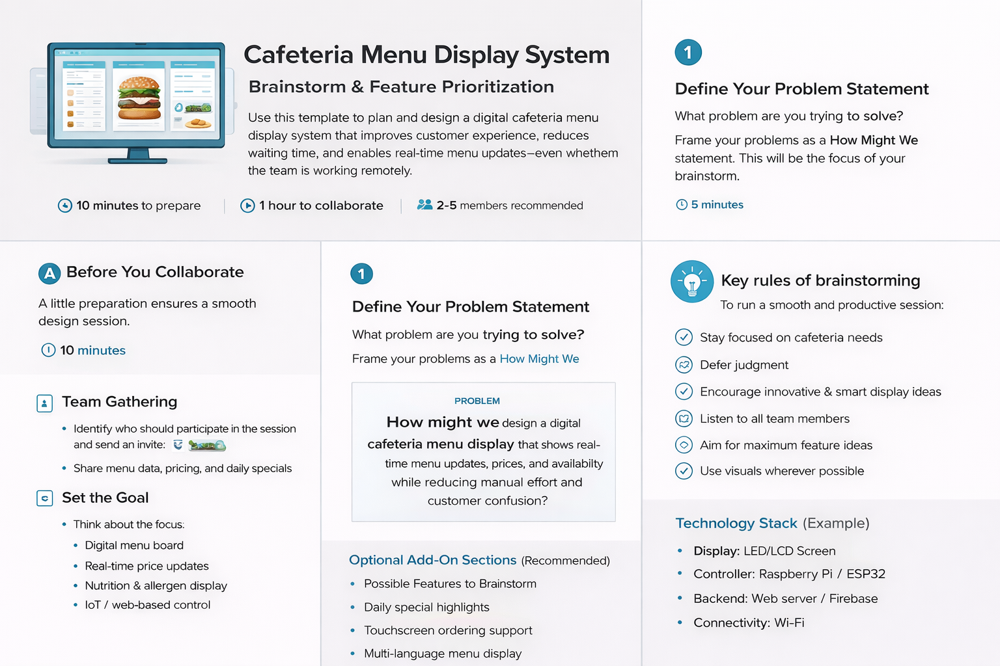 Cafeteria Menu Display System
Brainstorm & Feature Prioritization
Use this template to plan and design a digital cafeteria menu
display system that improves customer experience, reduces
waiting time, and enables real-time menu updates—even whethem
the team is working remotely.
10 minutes to prepare
1 hour to collaborate
2-5 members recommended
1
Define Your Problem Statement
What problem are you trying to solve?
Frame your problems as a How Might We
statement. This will be the focus of your
brainstorm.
5 minutes
A Before You Collaborate
A little preparation ensures a smooth
design session.
10 minutes
Team Gathering
• Identify who should participate in the session
and send an invite:
• Share menu data, pricing, and daily specials
Set the Goal
• Think about the focus:
• Digital menu board
• Real-time price updates
• Nutrition & allergen display
• IoT / web-based control
1
Define Your Problem Statement
What problem are you trying to solve?
Frame your problems as a How Might We
PROBLEM
How might we design a digital
cafeteria menu display that shows real-
time menu updates, prices, and availabilty
while reducing manual effort and
customer confusion?
Optional Add-On Sections (Recommended)
• Possible Features to Brainstorm
• Daily special highlights
• Touchscreen ordering support
• Multi-language menu display
Key rules of brainstorming
To run a smooth and productive session:
Stay focused on cafeteria needs
Defer judgment
Encourage innovative & smart display ideas
Listen to all team members
Aim for maximum feature ideas
Use visuals wherever possible
Technology Stack (Example)
• Display: LED/LCD Screen
• Controller: Raspberry Pi / ESP32
• Backend: Web server / Firebase
• Connectivity: Wi-Fi